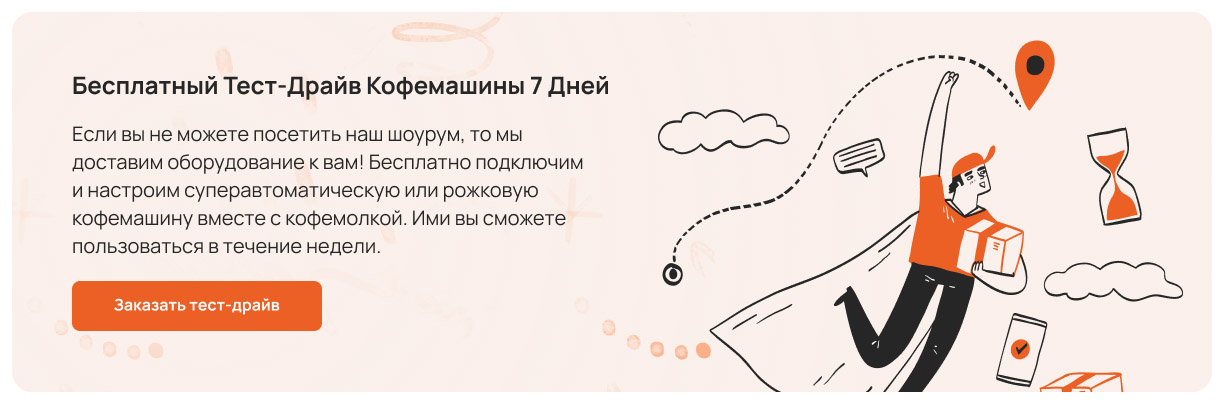 Бесплатный Тест-Драйв Кофемашины 7 Дней
Если вы не можете посетить наш шоурум, то мы
доставим оборудование к вам! Бесплатно подключим
и настроим суперавтоматическую или рожковую
кофемашину вместе с кофемолкой. Ими вы сможете
пользоваться в течение недели.
Заказать тест-драйв